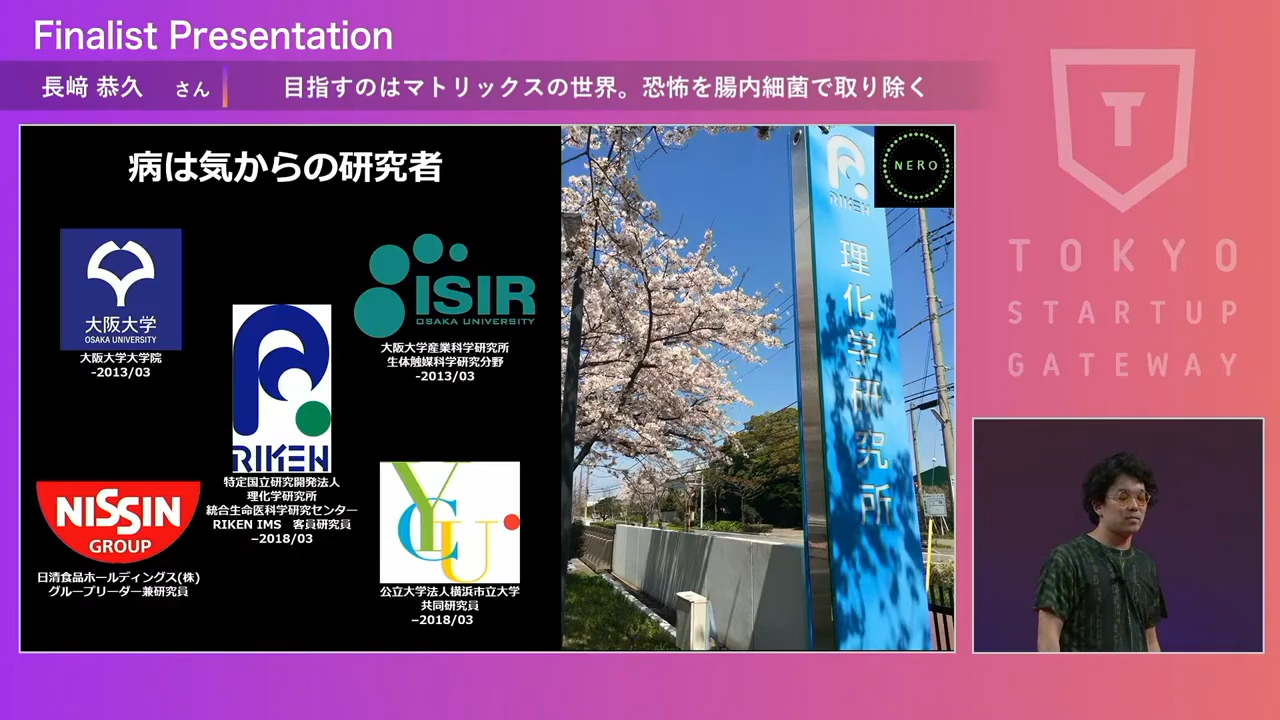 Finalist Presentation
長﨑 恭久 さん
目指すのはマトリックスの世界。恐怖を腸内細菌で取り除く
病は気からの研究者
大阪大学
OSAKA UNIVERSITY
大阪大学大学院
-2013/03
ISIR
OSAKA UNIVERSITY
大阪大学産業科学研究所
生体触媒科学研究分野
-2013/03
RIKEN
特定国立研究開発法人
理化学研究所
統合生命医科学研究センター
RIKEN IMS 客員研究員
–2018/03
NISSIN
GROUP
日清食品ホールディングス(株)
グループリーダー兼研究員
YCU
公立大学法人横浜市立大学
共同研究員
–2018/03
RIKEN
理化学研究所
NERO
T
TOKYO
STARTUP
GATEWAY